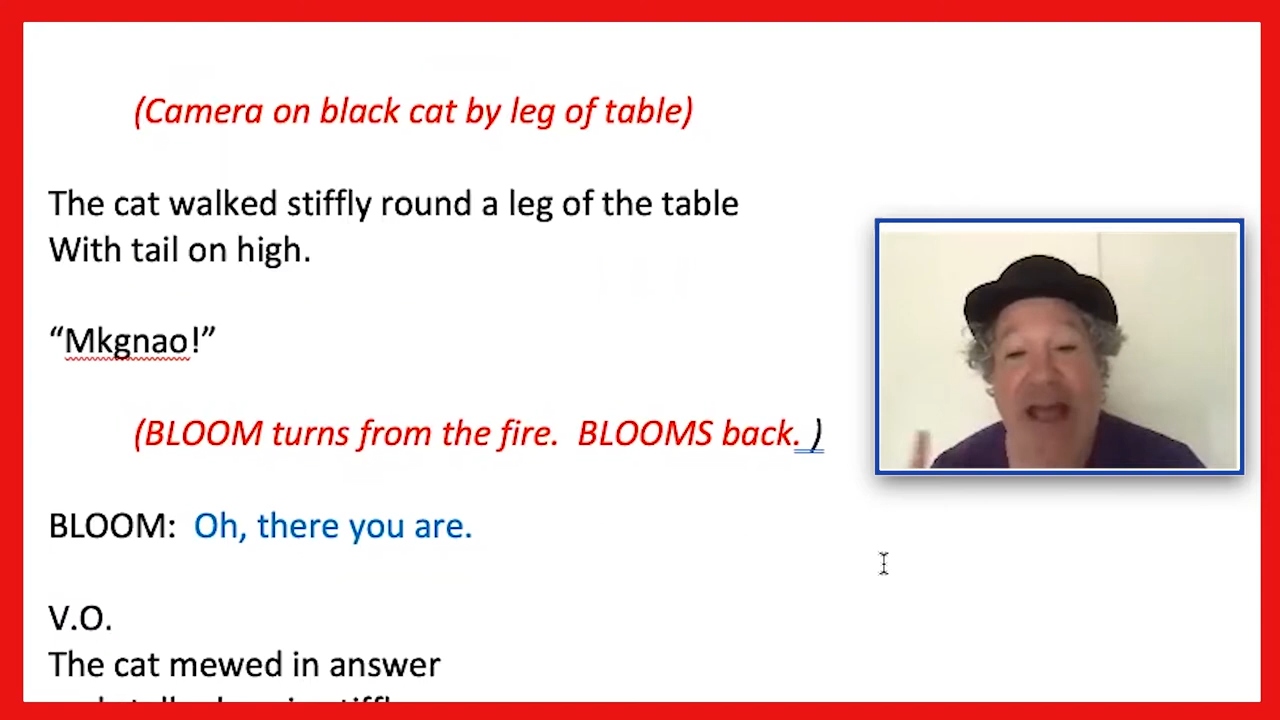 (Camera on black cat by leg of table)
The cat walked stiffly round a leg of the table
With tail on high.
“Mkgnao!”
(BLOOM turns from the fire.  BLOOMS back. )
BLOOM:  Oh, there you are.
V.O.
The cat mewed in answer